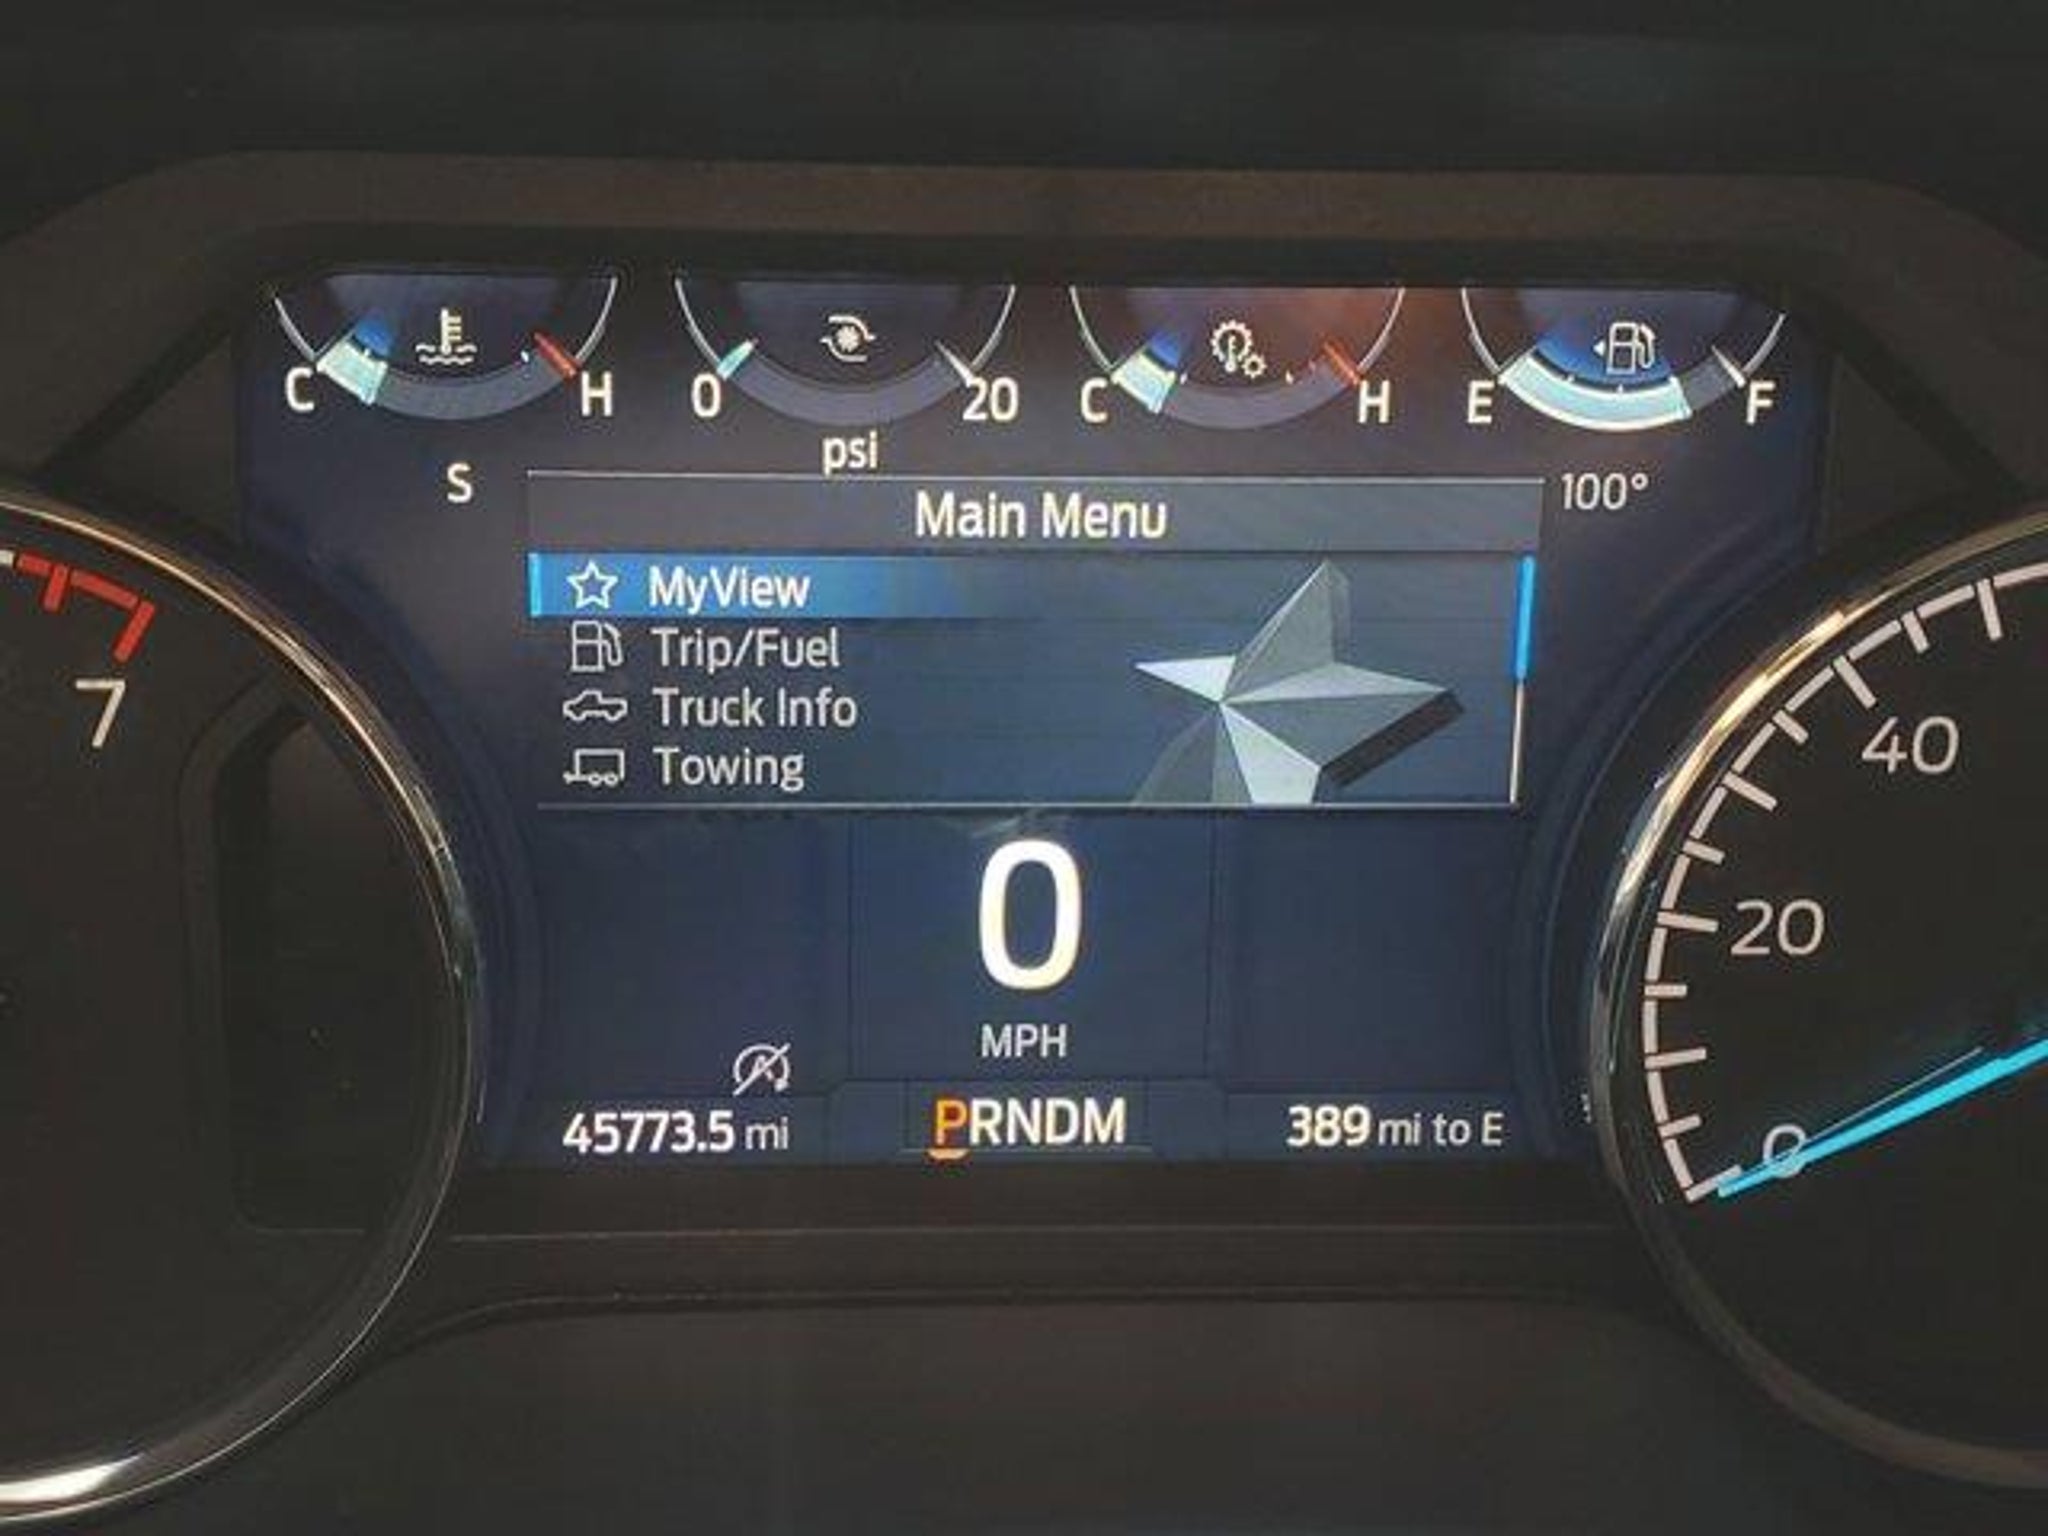 C H 0 20 C H E F
psi
S
100°
Main Menu
MyView
Trip/Fuel
Truck Info
Towing
7
40
20
0
0
MPH
45773.5 mi
PRNDM
389 mi to E